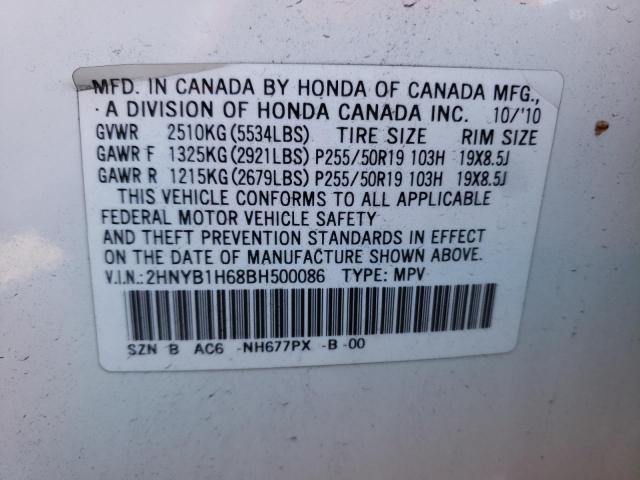 MFD. IN CANADA BY HONDA OF CANADA MFG.,
A DIVISION OF HONDA CANADA INC. 10/'10
GVWR 2510KG(5534LBS) TIRE SIZE RIM SIZE
GAWR F 1325KG(2921LBS) P255/50R19 103H 19X8.5J
GAWR R 1215KG(2679LBS) P255/50R19 103H 19X8.5J
THIS VEHICLE CONFORMS TO ALL APPLICABLE
FEDERAL MOTOR VEHICLE SAFETY
AND THEFT PREVENTION STANDARDS IN EFFECT
ON THE DATE OF MANUFACTURE SHOWN ABOVE.
V.I.N.:2HNYB1H68BH500086 TYPE: MPV
SZN B AC6 -NH677PX -B -00